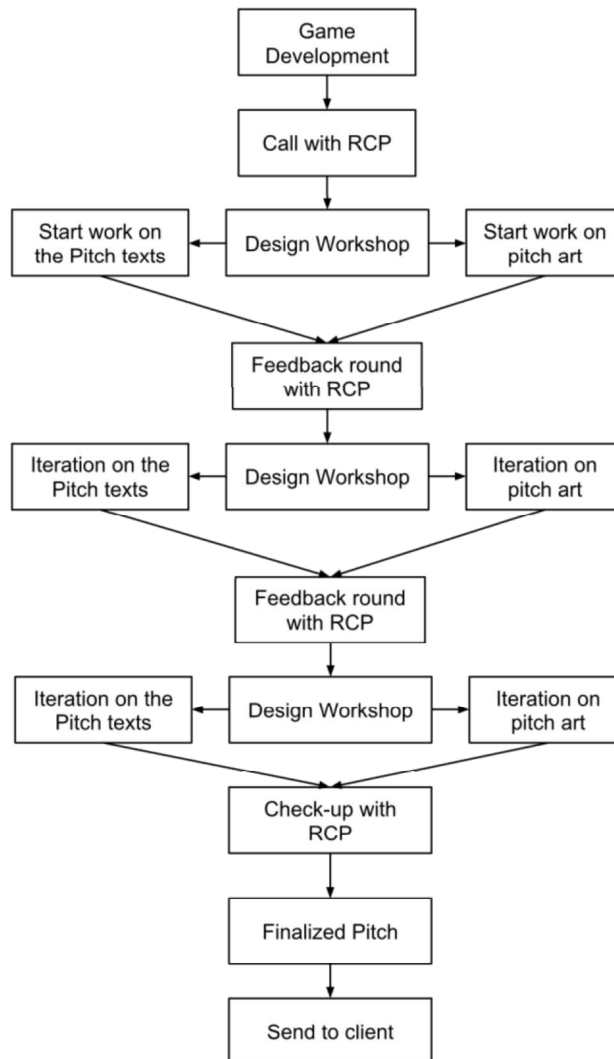 Game
Development
Call with RCP
Start work on
the Pitch texts
Design Workshop
Start work on
pitch art
Feedback round
with RCP
Iteration on the
Pitch texts
Design Workshop
Iteration on
pitch art
Feedback round
with RCP
Iteration on the
Pitch texts
Design Workshop
Iteration on
pitch art
Check-up with
RCP
Finalized Pitch
Send to client